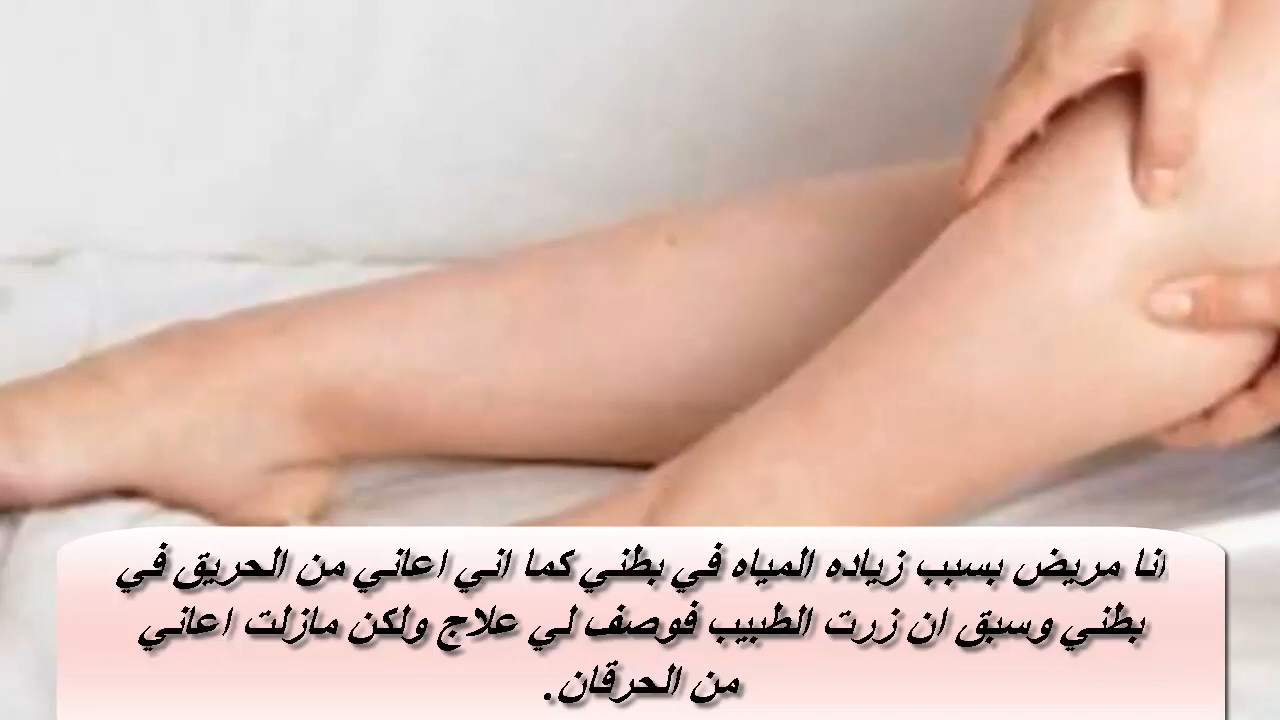 انا مريض بسبب زياده المياه في بطني كما اني اعاني من الحريق في
بطني وسبق ان زرت الطبيب فوصف لي علاج ولكن مازلت اعاني
من الحرقان.